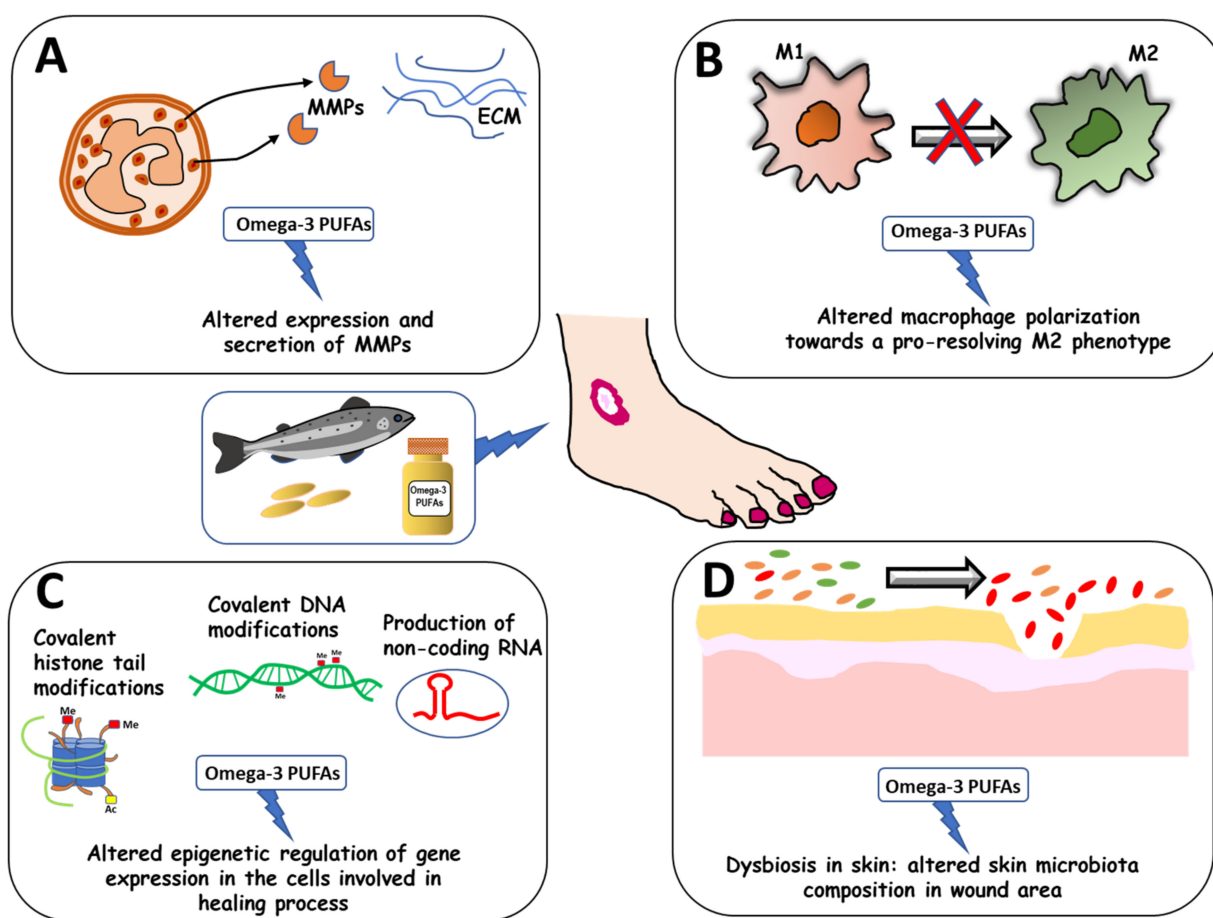 A
MMPs
ECM
Omega-3 PUFAs
Altered expression and
secretion of MMPs
B
M1
M2
Omega-3 PUFAs
Altered macrophage polarization
towards a pro-resolving M2 phenotype
Omega-3
PUFAs
C
Covalent
histone tail
modifications
Me
Me
Ac
Covalent DNA
modifications
Me
Me
Me
Production of
non-coding RNA
Omega-3 PUFAs
Altered epigenetic regulation of gene
expression in the cells involved in
healing process
D
Omega-3 PUFAs
Dysbiosis in skin: altered skin microbiota
composition in wound area